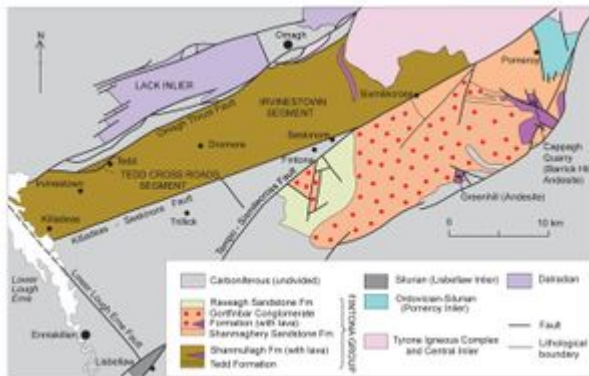 N
Omagh
LACK INLIER
Pomeroy
IRVINESTOWN
SEGMENT
Omagh Thrust Fault
Seskinore
Dromore
Fintona
Tedd
TEDD CROSS ROADS
SEGMENT
Irvinestown
Killadeas
Killadeas - Seskinore Fault
Trillick
Tempo - Sixmilecross Fault
Cappagh
Quarry
(Barrack Hill
Andesite)
Greenhill (Andesite)
0 10 km
Lower
Lough
Erne
Lower Lough Erne Fault
Enniskillen
Lisbellaw
Carboniferous (undivided)
Raveagh Sandstone Fm
Gortfinbar Conglomerate
Formation (with lava)
Shanmaghery Sandstone Fm
Shanmullagh Fm (with lava)
Tedd Formation
FINTONA GROUP
Silurian (Lisbellaw Inlier)
Ordovician-Silurian
(Pomeroy Inlier)
Tyrone Igneous Complex
and Central Inlier
Dalradian
Fault
Lithological
boundary